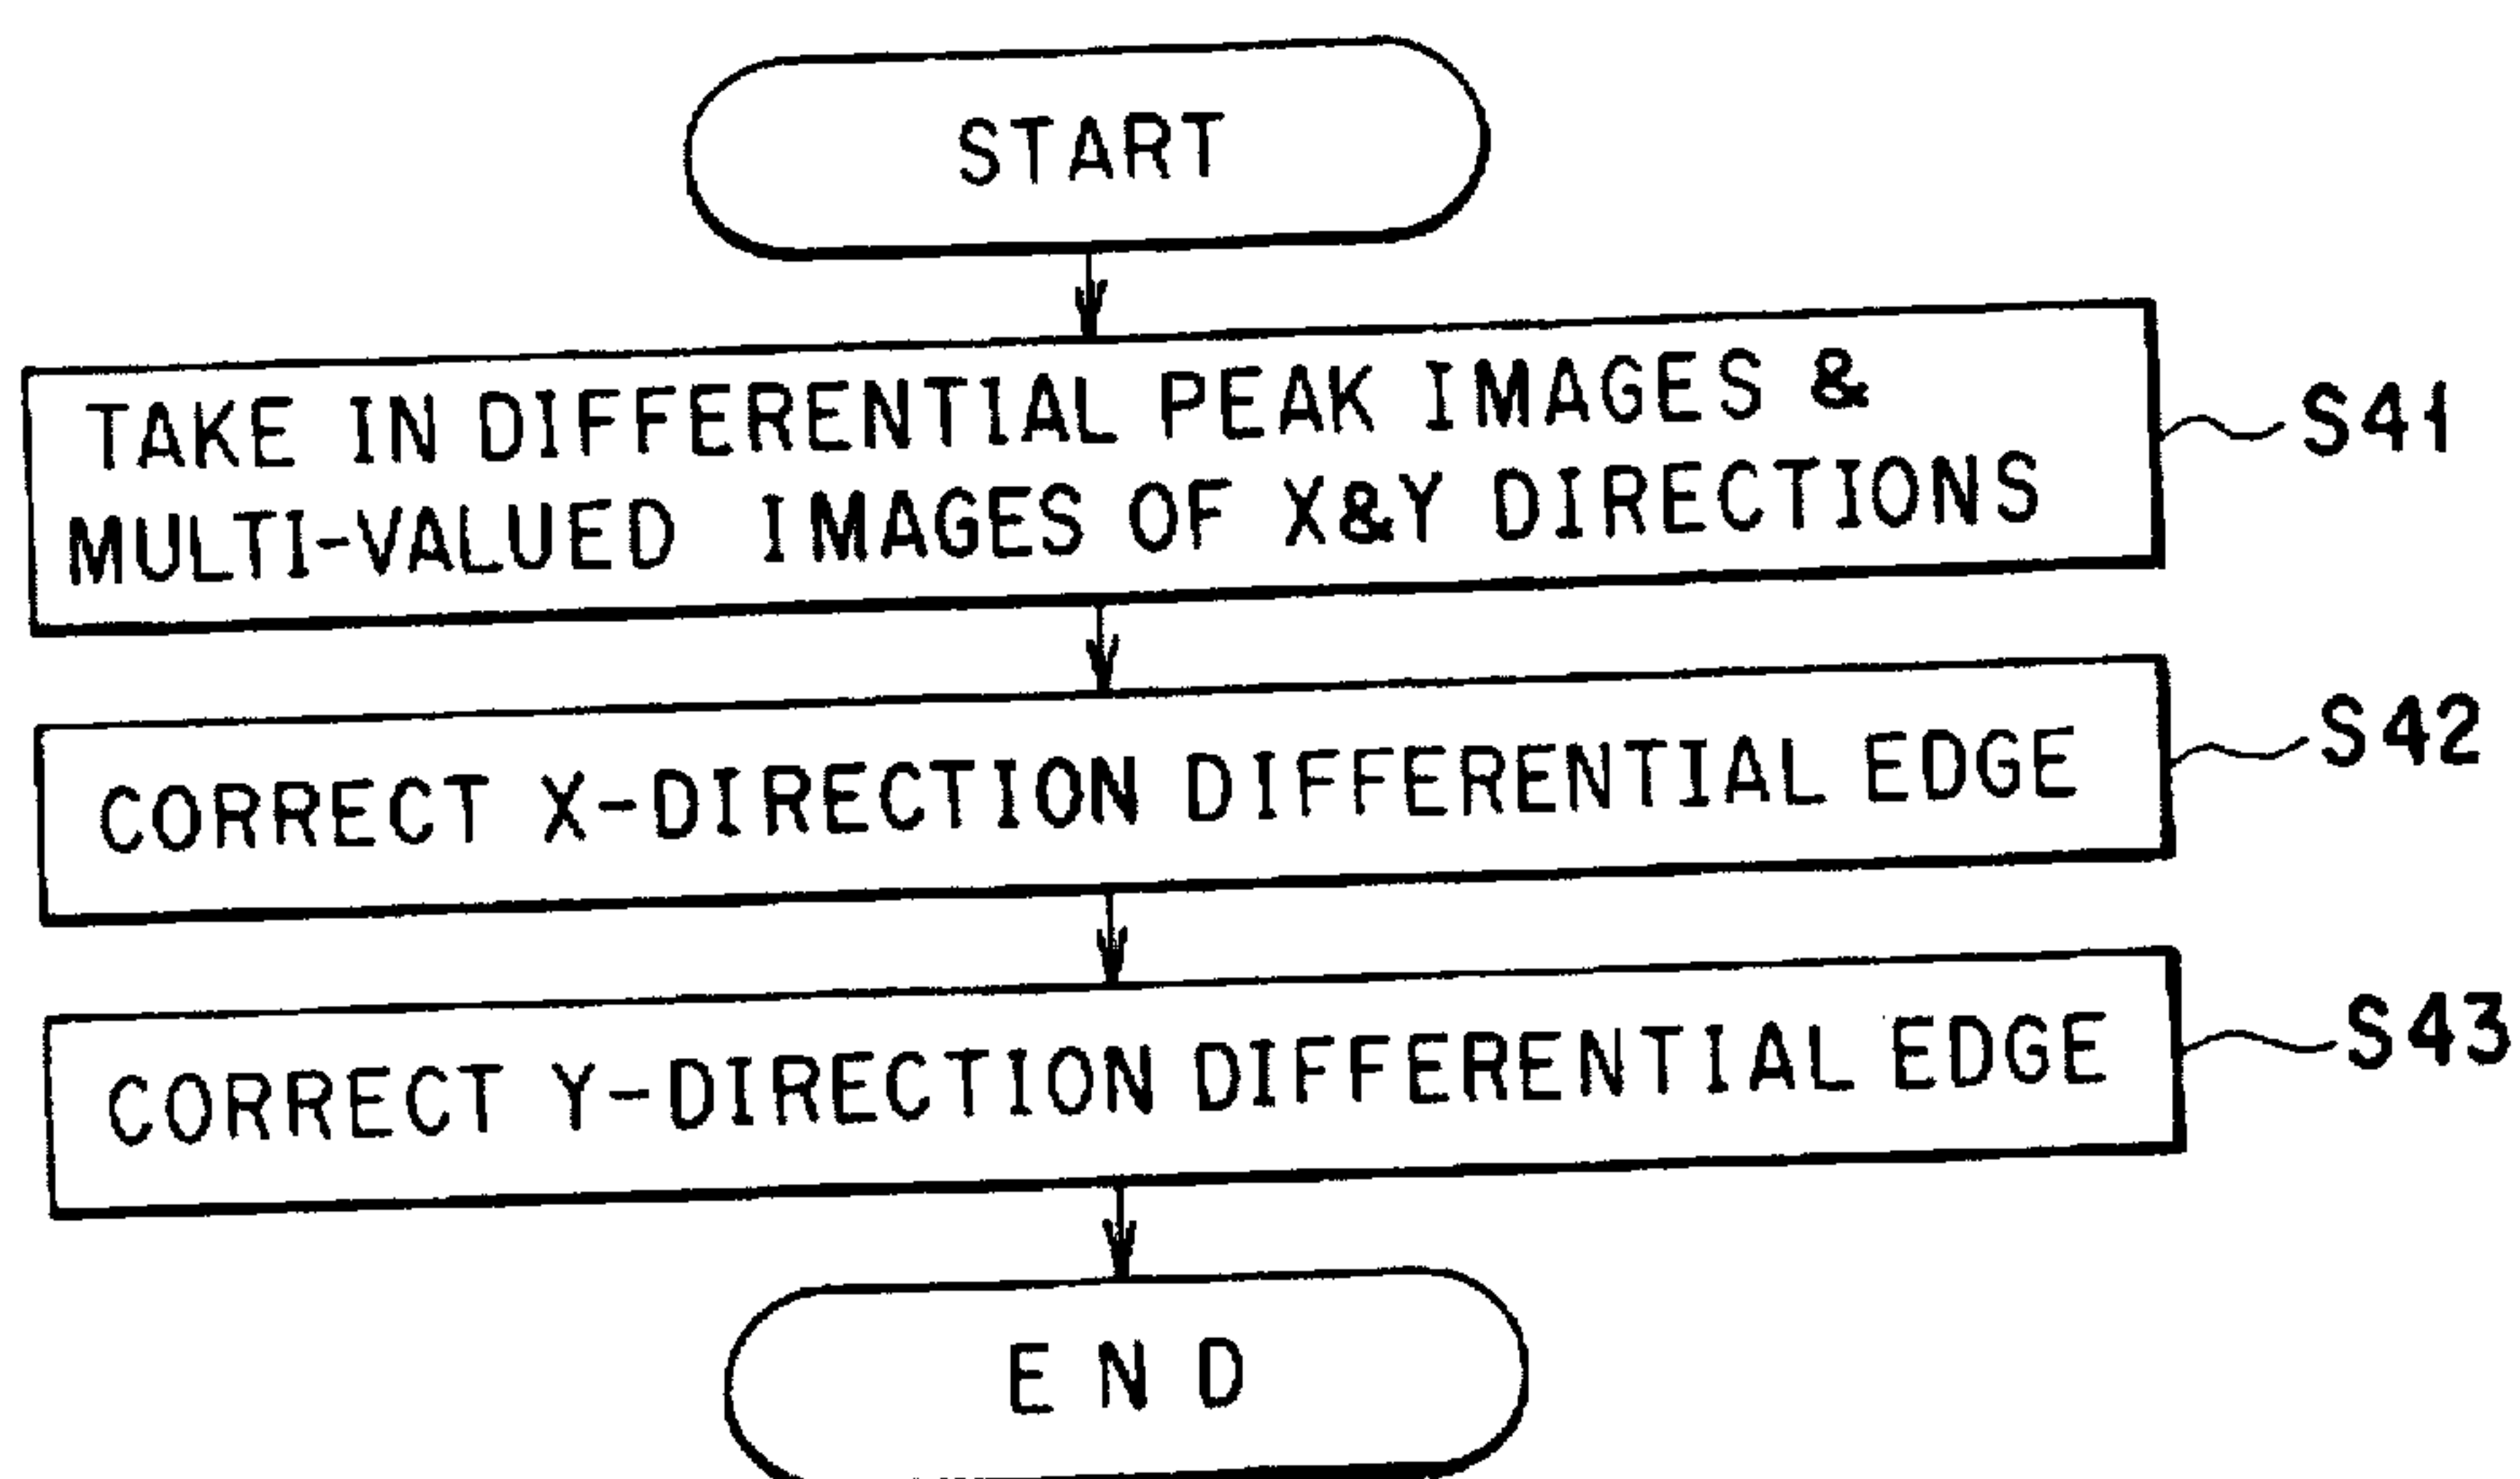 START
TAKE IN DIFFERENTIAL PEAK IMAGES &
MULTI-VALUED IMAGES OF X&Y DIRECTIONS
S41
CORRECT X-DIRECTION DIFFERENTIAL EDGE
S42
CORRECT Y-DIRECTION DIFFERENTIAL EDGE
S43
END